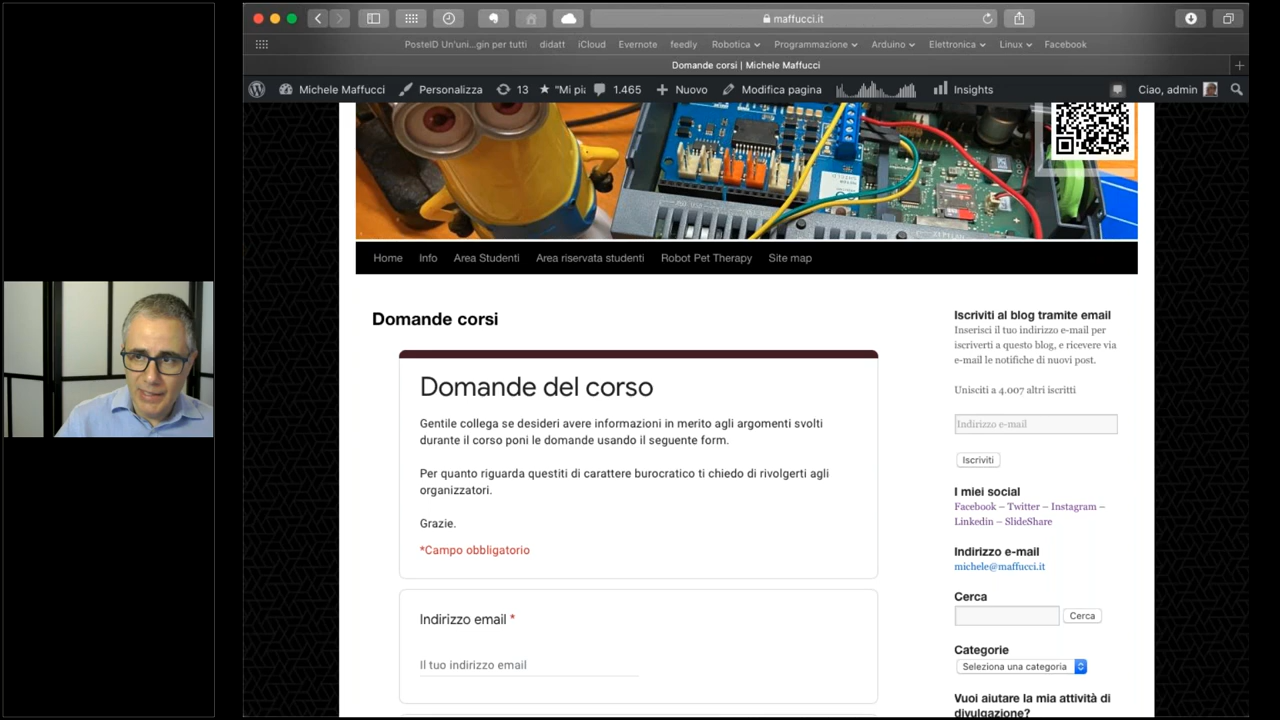 maffucci.it
PosteID Un'uni...gin per tutti didatt iCloud Evernote feedly Robotica Programmazione Arduino Elettronica Linux Facebook
Domande corsi | Michele Maffucci
Michele Maffucci Personalizza 13 "Mi pia 1.465 Nuovo Modifica pagina Insights Ciao, admin
Home Info Area Studenti Area riservata studenti Robot Pet Therapy Site map
Domande corsi
Domande del corso
Gentile collega se desideri avere informazioni in merito agli argomenti svolti
durante il corso poni le domande usando il seguente form.
Per quanto riguarda questiti di carattere burocratico ti chiedo di rivolgerti agli
organizzatori.
Grazie.
*Campo obbligatorio
Indirizzo email *
Il tuo indirizzo email
Iscriviti al blog tramite email
Inserisci il tuo indirizzo e-mail per
iscriverti a questo blog, e ricevere via
e-mail le notifiche di nuovi post.
Unisciti a 4.007 altri iscritti
Indirizzo e-mail
Iscriviti
I miei social
Facebook – Twitter – Instagram –
Linkedin – SlideShare
Indirizzo e-mail
michele@maffucci.it
Cerca
Cerca
Categorie
Seleziona una categoria
Vuoi aiutare la mia attività di
divulgazione?